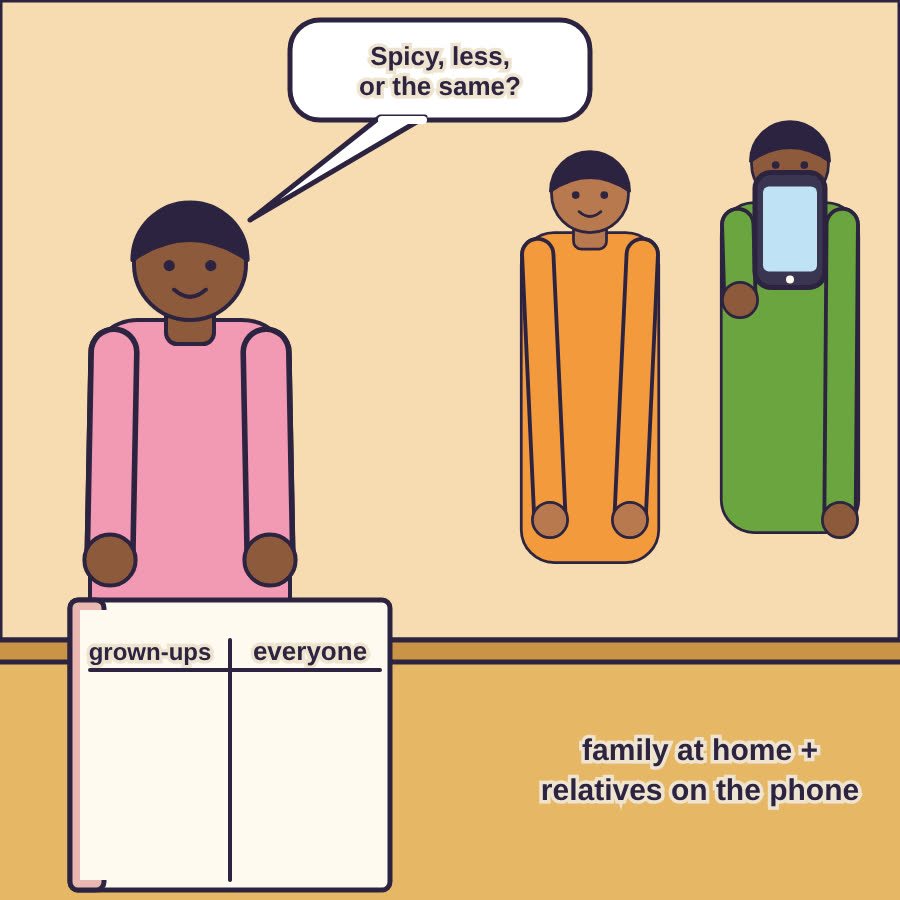 Spicy, less,
or the same?
grown-ups
everyone
family at home +
relatives on the phone